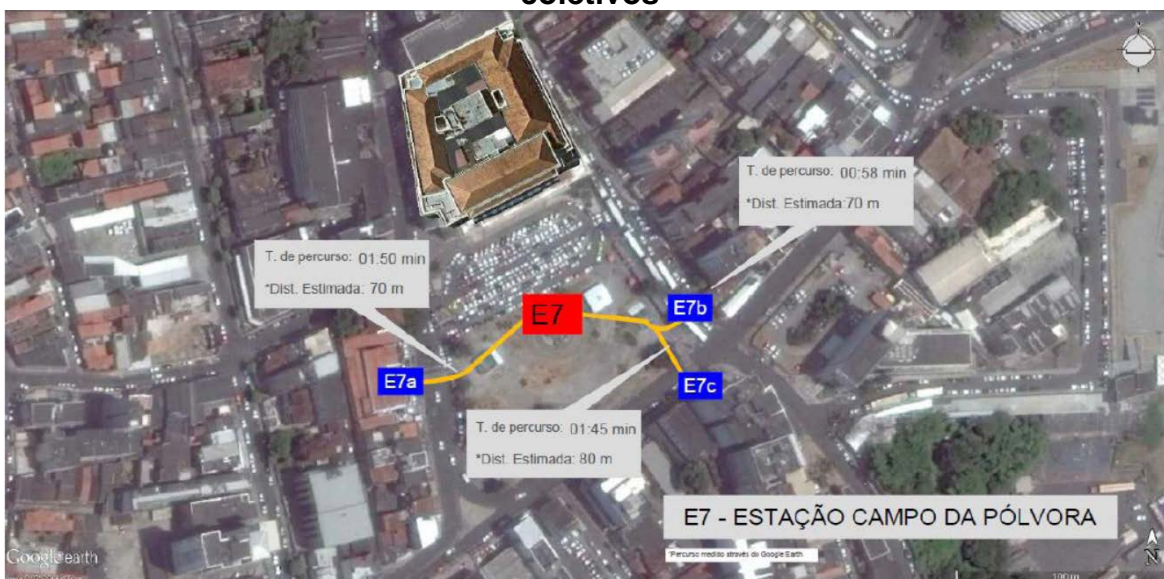 coletivos
T. de percurso: 00:58 min
*Dist. Estimada:70 m
T. de percurso: 01:50 min
*Dist. Estimada: 70 m
E7
E7b
E7a
E7c
T. de percurso: 01:45 min
*Dist. Estimada: 80 m
E7 - ESTAÇÃO CAMPO DA PÓLVORA
*Percurso medido através do Google Earth
Google earth
N
100 m